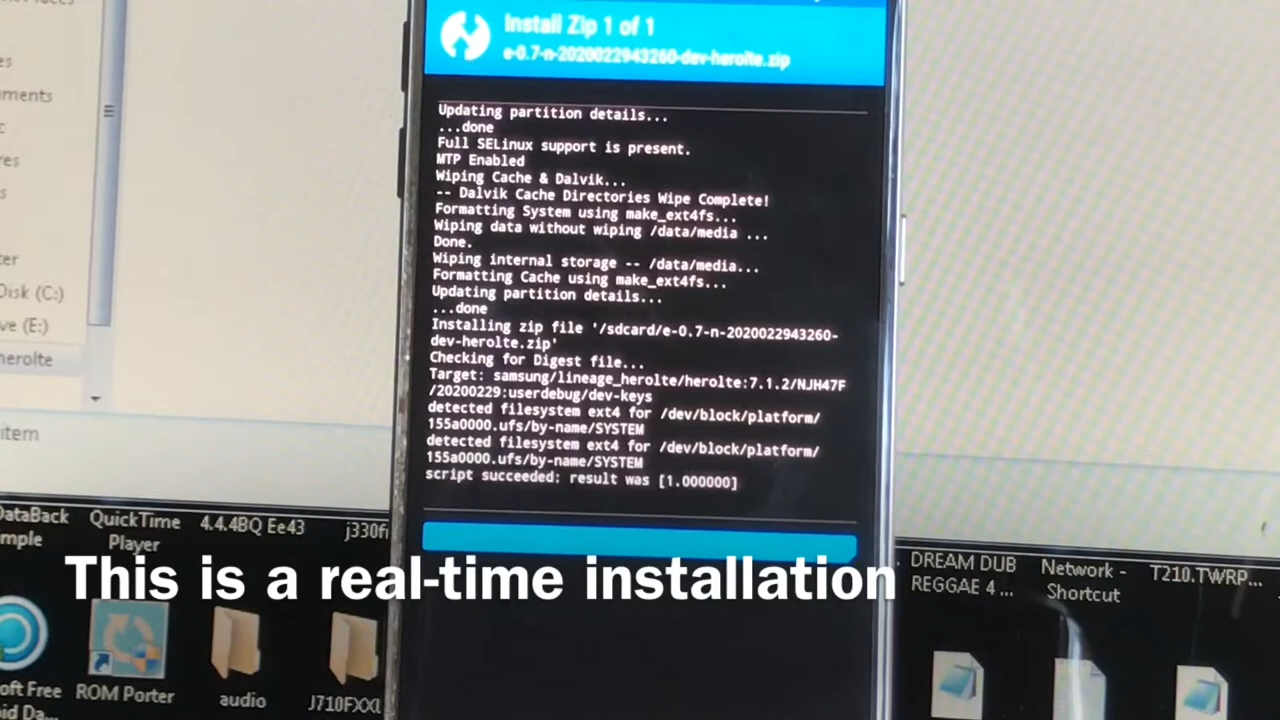 Install Zip 1 of 1
e-0.7-n-2020022943260-dev-herolte.zip
Updating partition details...
...done
Full SELinux support is present.
MTP Enabled
Wiping Cache & Dalvik...
-- Dalvik Cache Directories Wipe Complete!
Formatting System using make_ext4fs...
Wiping data without wiping /data/media ...
Done.
Wiping internal storage -- /data/media...
Formatting Cache using make_ext4fs...
Updating partition details...
...done
Installing zip file '/sdcard/e-0.7-n-2020022943260-
dev-herolte.zip'
Checking for Digest file...
Target: samsung/lineage_herolte/herolte:7.1.2/NJH47F
/20200229:userdebug/dev-keys
detected filesystem ext4 for /dev/block/platform/
155a0000.ufs/by-name/SYSTEM
detected filesystem ext4 for /dev/block/platform/
155a0000.ufs/by-name/SYSTEM
script succeeded: result was [1.000000]
uments
Disk (C:)
ve (E:)
herolte
item
DataBack
mple
QuickTime
Player
4.4.4BQ Ee43
j330f
This is a real-time installation
DREAM DUB
REGGAE 4 ...
Network -
Shortcut
T210.TWRP...
oft Free
id Da...
ROM Porter
audio
J710FXXU